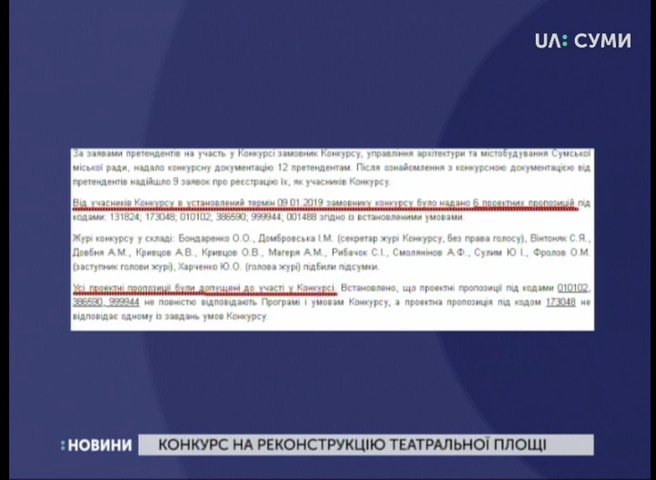 UA: СУМИ
За заявами претендентів на участь у Конкурсі замовник Конкурсу, управління архітектури та містобудування Сумської
міської ради, надало конкурсну документацію 12 претендентам. Після ознайомлення з конкурсною документацією від
претендентів надійшло 9 заявок про реєстрацію їх, як учасників Конкурсу.
Від учасників Конкурсу в установлений термін 09.01.2019 замовнику конкурсу було надано 6 проектних пропозицій під
кодами: 131824; 173048; 010102; 386590; 999944; 001488 згідно із встановленими умовами.
Журі конкурсу у складі: Бондаренко О.О., Домбровська І.М. (секретар журі Конкурсу, без права голосу), Вінтоняк С.Я.,
Довбня А.М., Кривцов А.В., Кривцов О.В., Магеря А.М., Рибачок С.І., Смолянінов А.Ф., Сулим Ю.І., Фролов О.М.
(заступник голови журі), Харченко Ю.О. (голова журі) підбили підсумки.
Усі проектні пропозиції були допущені до участі у Конкурсі. Встановлено, що проектні пропозиції під кодами 010102,
386590, 999944 не повністю відповідають Програмі і умовам Конкурсу, а проектна пропозиція під кодом 173048 не
відповідає одному із завдань умов Конкурсу.
:НОВИНИ КОНКУРС НА РЕКОНСТРУКЦІЮ ТЕАТРАЛЬНОЇ ПЛОЩІ